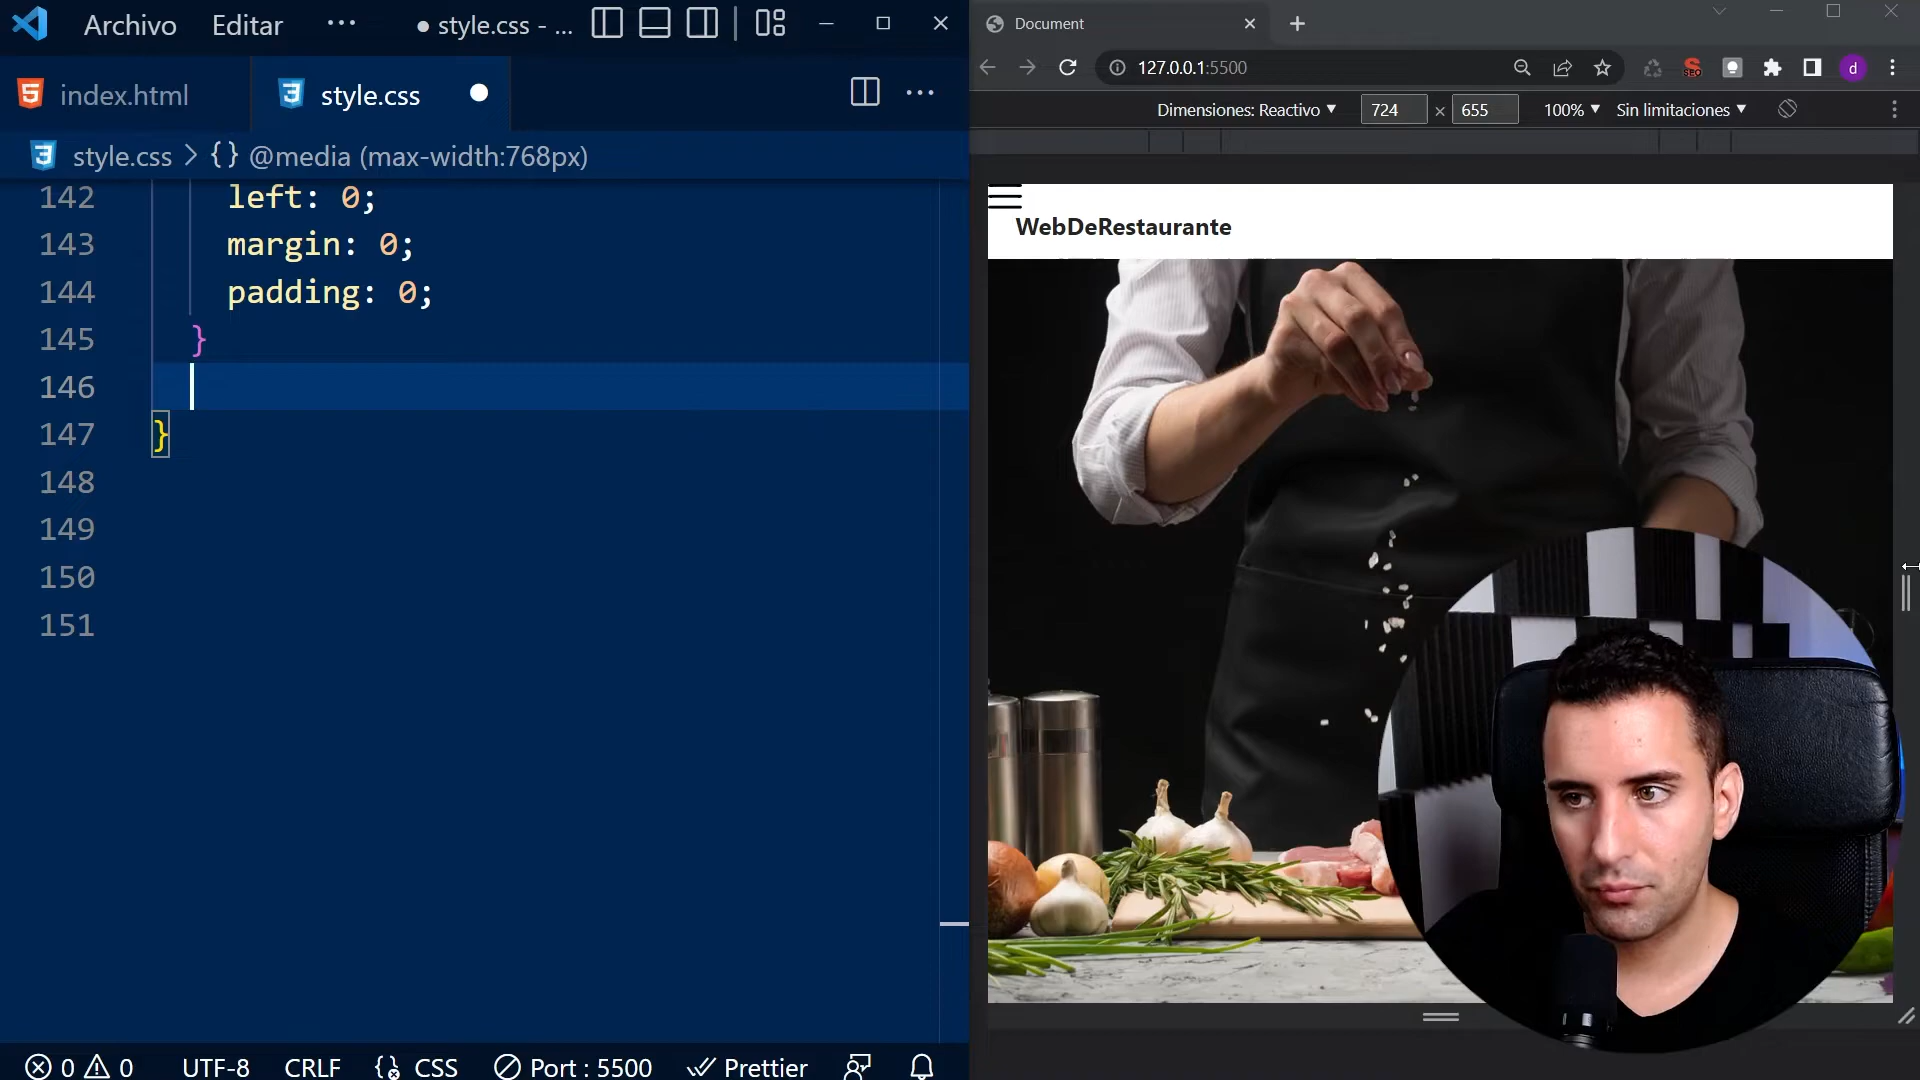 Archivo Editar ··· ● style.css - ...
index.html style.css ●
style.css > {} @media (max-width:768px)
142 left: 0;
143 margin: 0;
144 padding: 0;
145 }
146
147 }
148
149
150
151
0 0 UTF-8 CRLF CSS Port : 5500 Prettier
Document
127.0.0.1:5500 SEO d
Dimensiones: Reactivo 724 × 655 100% Sin limitaciones
WebDeRestaurante